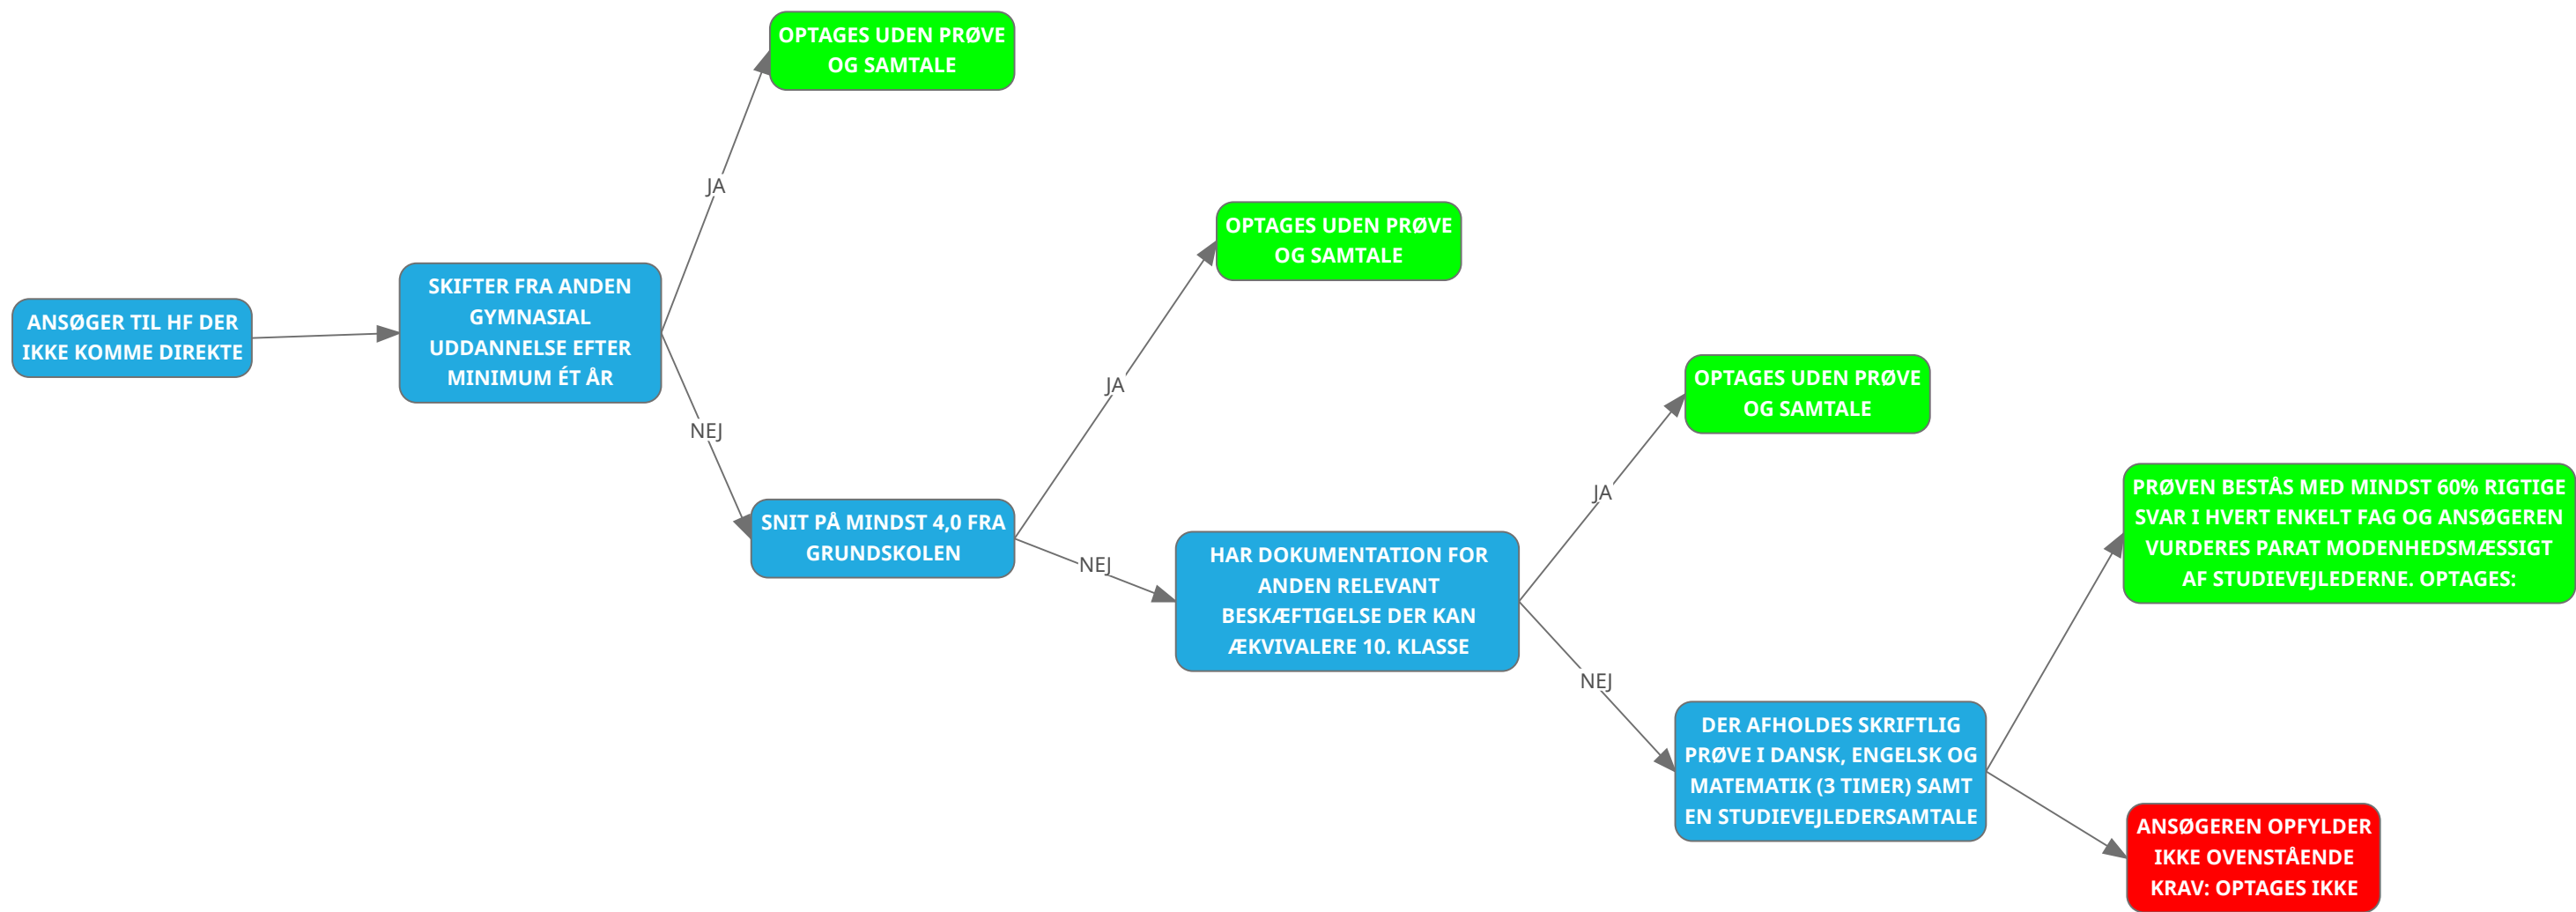 ANSØGER TIL HF DER
IKKE KOMME DIREKTE
SKIFTER FRA ANDEN
GYMNASIAL
UDDANNELSE EFTER
MINIMUM ÉT ÅR
JA
OPTAGES UDEN PRØVE
OG SAMTALE
NEJ
SNIT PÅ MINDST 4,0 FRA
GRUNDSKOLEN
JA
OPTAGES UDEN PRØVE
OG SAMTALE
NEJ
HAR DOKUMENTATION FOR
ANDEN RELEVANT
BESKÆFTIGELSE DER KAN
ÆKVIVALERE 10. KLASSE
JA
OPTAGES UDEN PRØVE
OG SAMTALE
NEJ
DER AFHOLDES SKRIFTLIG
PRØVE I DANSK, ENGELSK OG
MATEMATIK (3 TIMER) SAMT
EN STUDIEVEJLEDERSAMTALE
PRØVEN BESTÅS MED MINDST 60% RIGTIGE
SVAR I HVERT ENKELT FAG OG ANSØGEREN
VURDERES PARAT MODENHEDSMÆSSIGT
AF STUDIEVEJLEDERNE. OPTAGES:
ANSØGEREN OPFYLDER
IKKE OVENSTÅENDE
KRAV: OPTAGES IKKE